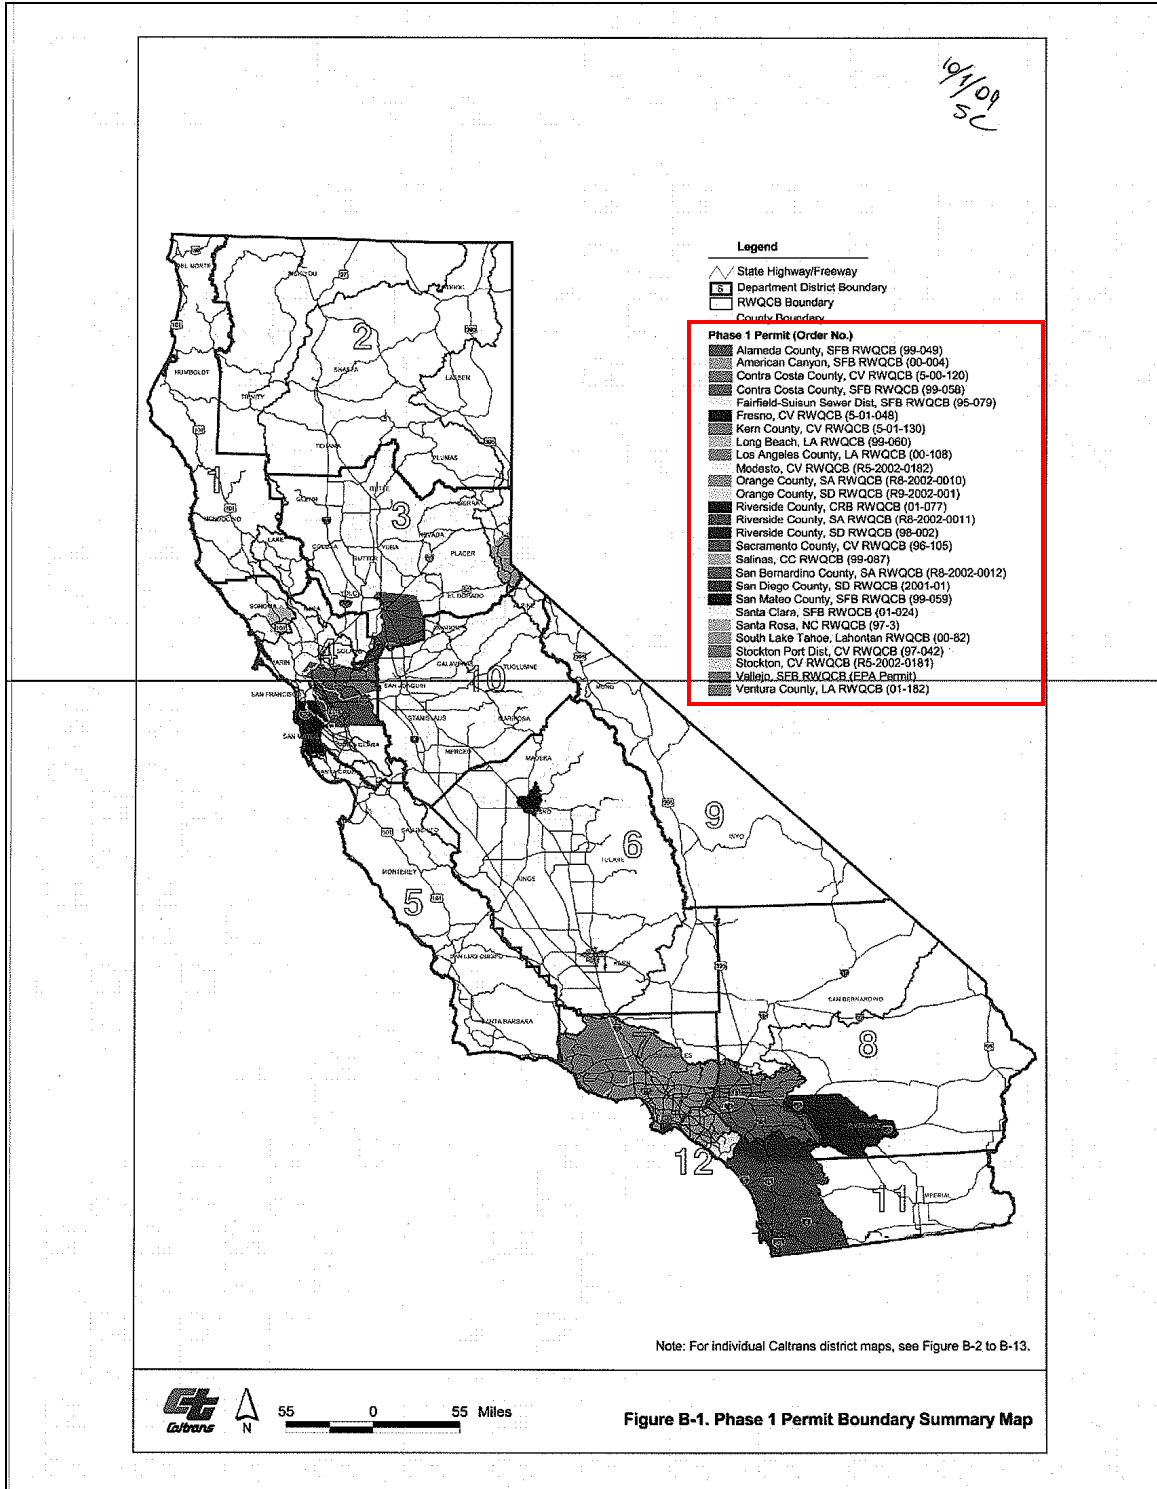 10/1/09
SC
Legend
State Highway/Freeway
6 Department District Boundary
RWQCB Boundary
County Boundary
Phase 1 Permit (Order No.)
Alameda County, SFB RWQCB (99-049)
American Canyon, SFB RWQCB (00-004)
Contra Costa County, CV RWQCB (5-00-120)
Contra Costa County, SFB RWQCB (99-058)
Fairfield-Suisun Sewer Dist, SFB RWQCB (95-079)
Fresno, CV RWQCB (5-01-048)
Kern County, CV RWQCB (5-01-130)
Long Beach, LA RWQCB (99-060)
Los Angeles County, LA RWQCB (00-108)
Modesto, CV RWQCB (R5-2002-0182)
Orange County, SA RWQCB (R8-2002-0010)
Orange County, SD RWQCB (R9-2002-001)
Riverside County, CRB RWQCB (01-077)
Riverside County, SA RWQCB (R8-2002-0011)
Riverside County, SD RWQCB (98-002)
Sacramento County, CV RWQCB (96-105)
Salinas, CC RWQCB (99-087)
San Bernardino County, SA RWQCB (R8-2002-0012)
San Diego County, SD RWQCB (2001-01)
San Mateo County, SFB RWQCB (99-059)
Santa Clara, SFB RWQCB (01-024)
Santa Rosa, NC RWQCB (97-3)
South Lake Tahoe, Lahontan RWQCB (00-82)
Stockton Port Dist, CV RWQCB (97-042)
Stockton, CV RWQCB (R5-2002-0181)
Vallejo, SFB RWQCB (EPA Permit)
Ventura County, LA RWQCB (01-182)
DEL NORTE
2
HUMBOLDT
SHASTA
LASSEN
TRINITY
TEHAMA
PLUMAS
1
3
MENDOCINO
LAKE
COLUSA
SUTTER
YUBA
NEVADA
PLACER
YOLO
EL DORADO
SONOMA
4
MARIN
10
TUOLUMNE
MONO
SAN JOAQUIN
STANISLAUS
MARIPOSA
MERCED
MADERA
9
INYO
6
TULARE
KINGS
MONTEREY
5
101
SAN LUIS OBISPO
KERN
SANTA BARBARA
SAN BERNARDINO
7
8
12
11
IMPERIAL
Note: For individual Caltrans district maps, see Figure B-2 to B-13.
Caltrans
N
55 0 55 Miles
Figure B-1. Phase 1 Permit Boundary Summary Map